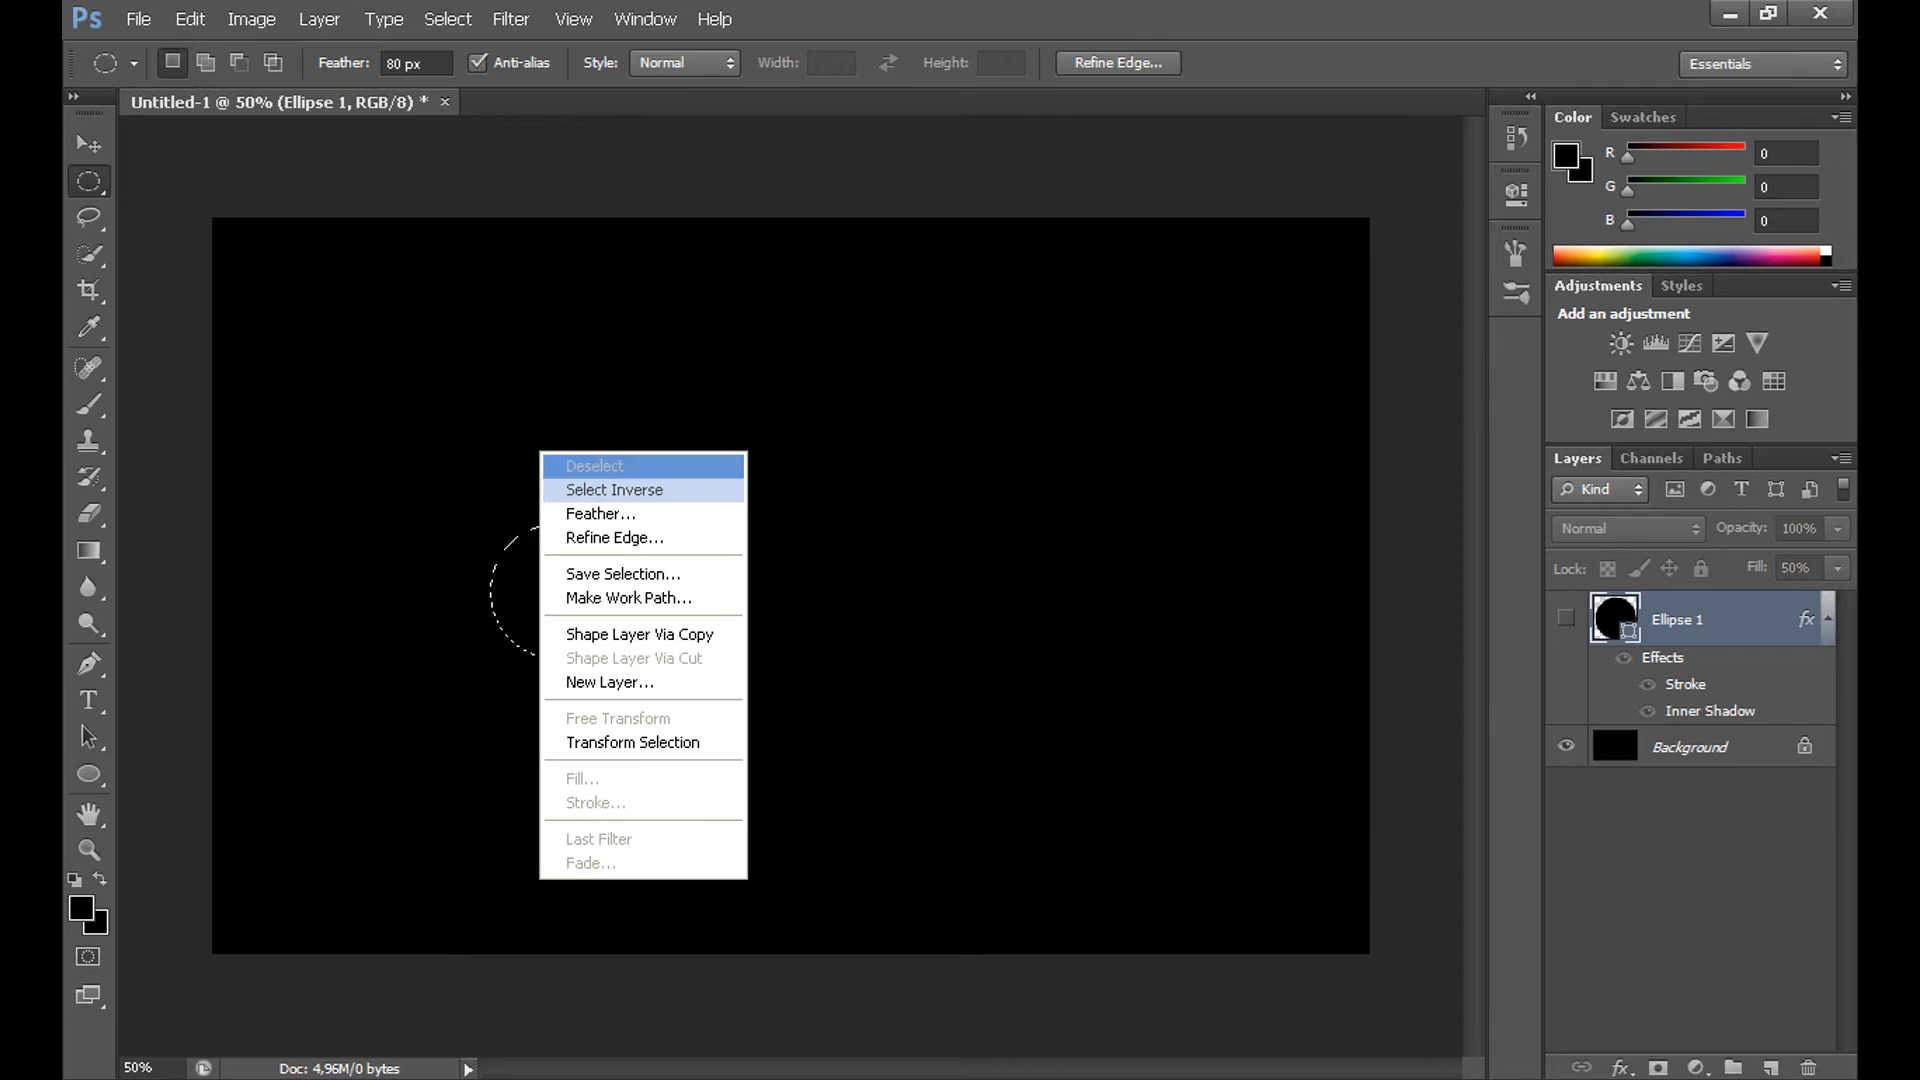 Ps File Edit Image Layer Type Select Filter View Window Help
Feather: 80 px Anti-alias Style: Normal Width: Height: Refine Edge... Essentials
Untitled-1 @ 50% (Ellipse 1, RGB/8) * ×
Color Swatches
R 0
G 0
B 0
Adjustments Styles
Add an adjustment
Layers Channels Paths
Kind
Normal Opacity: 100%
Lock: Fill: 50%
Ellipse 1 fx
Effects
Stroke
Inner Shadow
Background
Deselect
Select Inverse
Feather...
Refine Edge...
Save Selection...
Make Work Path...
Shape Layer Via Copy
Shape Layer Via Cut
New Layer...
Free Transform
Transform Selection
Fill...
Stroke...
Last Filter
Fade...
50% Doc: 4,96M/0 bytes